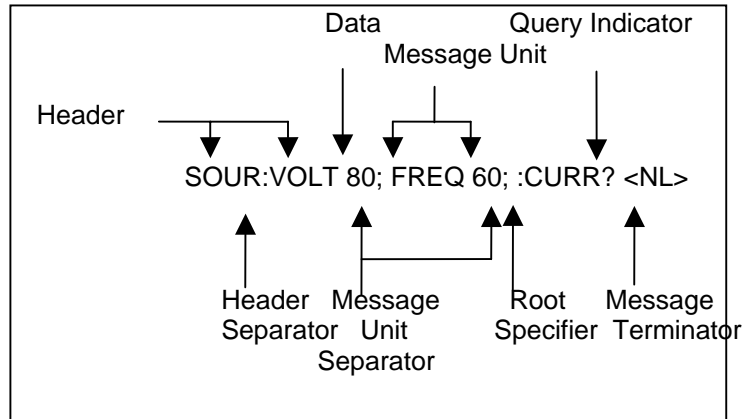 Data Query Indicator
Message Unit
Header
SOUR:VOLT 80; FREQ 60; :CURR? <NL>
Header Message Root Message
Separator Unit Specifier Terminator
Separator